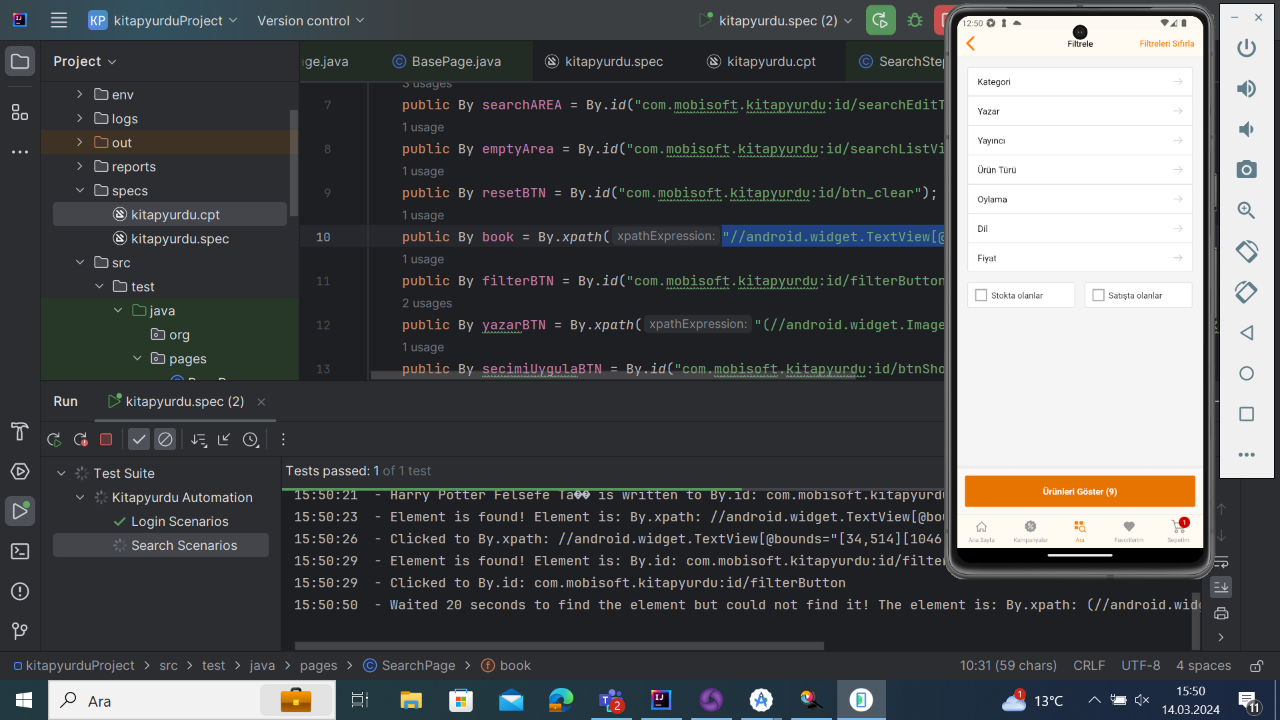 KP kitapyurduProject
Version control
kitapyurdu.spec (2)
Project
ge.java
BasePage.java
kitapyurdu.spec
kitapyurdu.cpt
SearchStep
env
logs
out
reports
specs
kitapyurdu.cpt
kitapyurdu.spec
src
test
java
org
pages
3 usages
7 public By searchAREA = By.id("com.mobisoft.kitapyurdu:id/searchEditT
1 usage
8 public By emptyArea = By.id("com.mobisoft.kitapyurdu:id/searchListVi
1 usage
9 public By resetBTN = By.id("com.mobisoft.kitapyurdu:id/btn_clear");
1 usage
10 public By book = By.xpath( xpathExpression: "//android.widget.TextView[@
1 usage
11 public By filterBTN = By.id("com.mobisoft.kitapyurdu:id/filterButton
2 usages
12 public By yazarBTN = By.xpath( xpathExpression: "(//android.widget.Image
1 usage
13 public By secimiUygulaBTN = By.id("com.mobisoft.kitapyurdu:id/btnSho
12:50
Filtrele
Filtreleri Sıfırla
Kategori
Yazar
Yayıncı
Ürün Türü
Oylama
Dil
Fiyat
Stokta olanlar
Satışta olanlar
Ürünleri Göster (9)
Ana Sayfa
Kampanyalar
Ara
Favorilerim
Sepetim
1
Run
kitapyurdu.spec (2)
Test Suite
Kitapyurdu Automation
Login Scenarios
Search Scenarios
Tests passed: 1 of 1 test
15:50:21 - Harry Potter Felsefe Ta�� is written to By.id: com.mobisoft.kitapyurdu
15:50:23 - Element is found! Element is: By.xpath: //android.widget.TextView[@bou
15:50:26 - Clicked to By.xpath: //android.widget.TextView[@bounds="[34,514][1046
15:50:29 - Element is found! Element is: By.id: com.mobisoft.kitapyurdu:id/filter
15:50:29 - Clicked to By.id: com.mobisoft.kitapyurdu:id/filterButton
15:50:50 - Waited 20 seconds to find the element but could not find it! The element is: By.xpath: (//android.wid
kitapyurduProject > src > test > java > pages > SearchPage > book
10:31 (59 chars)
CRLF
UTF-8
4 spaces
Ara
2
1
13°C
15:50
14.03.2024
11